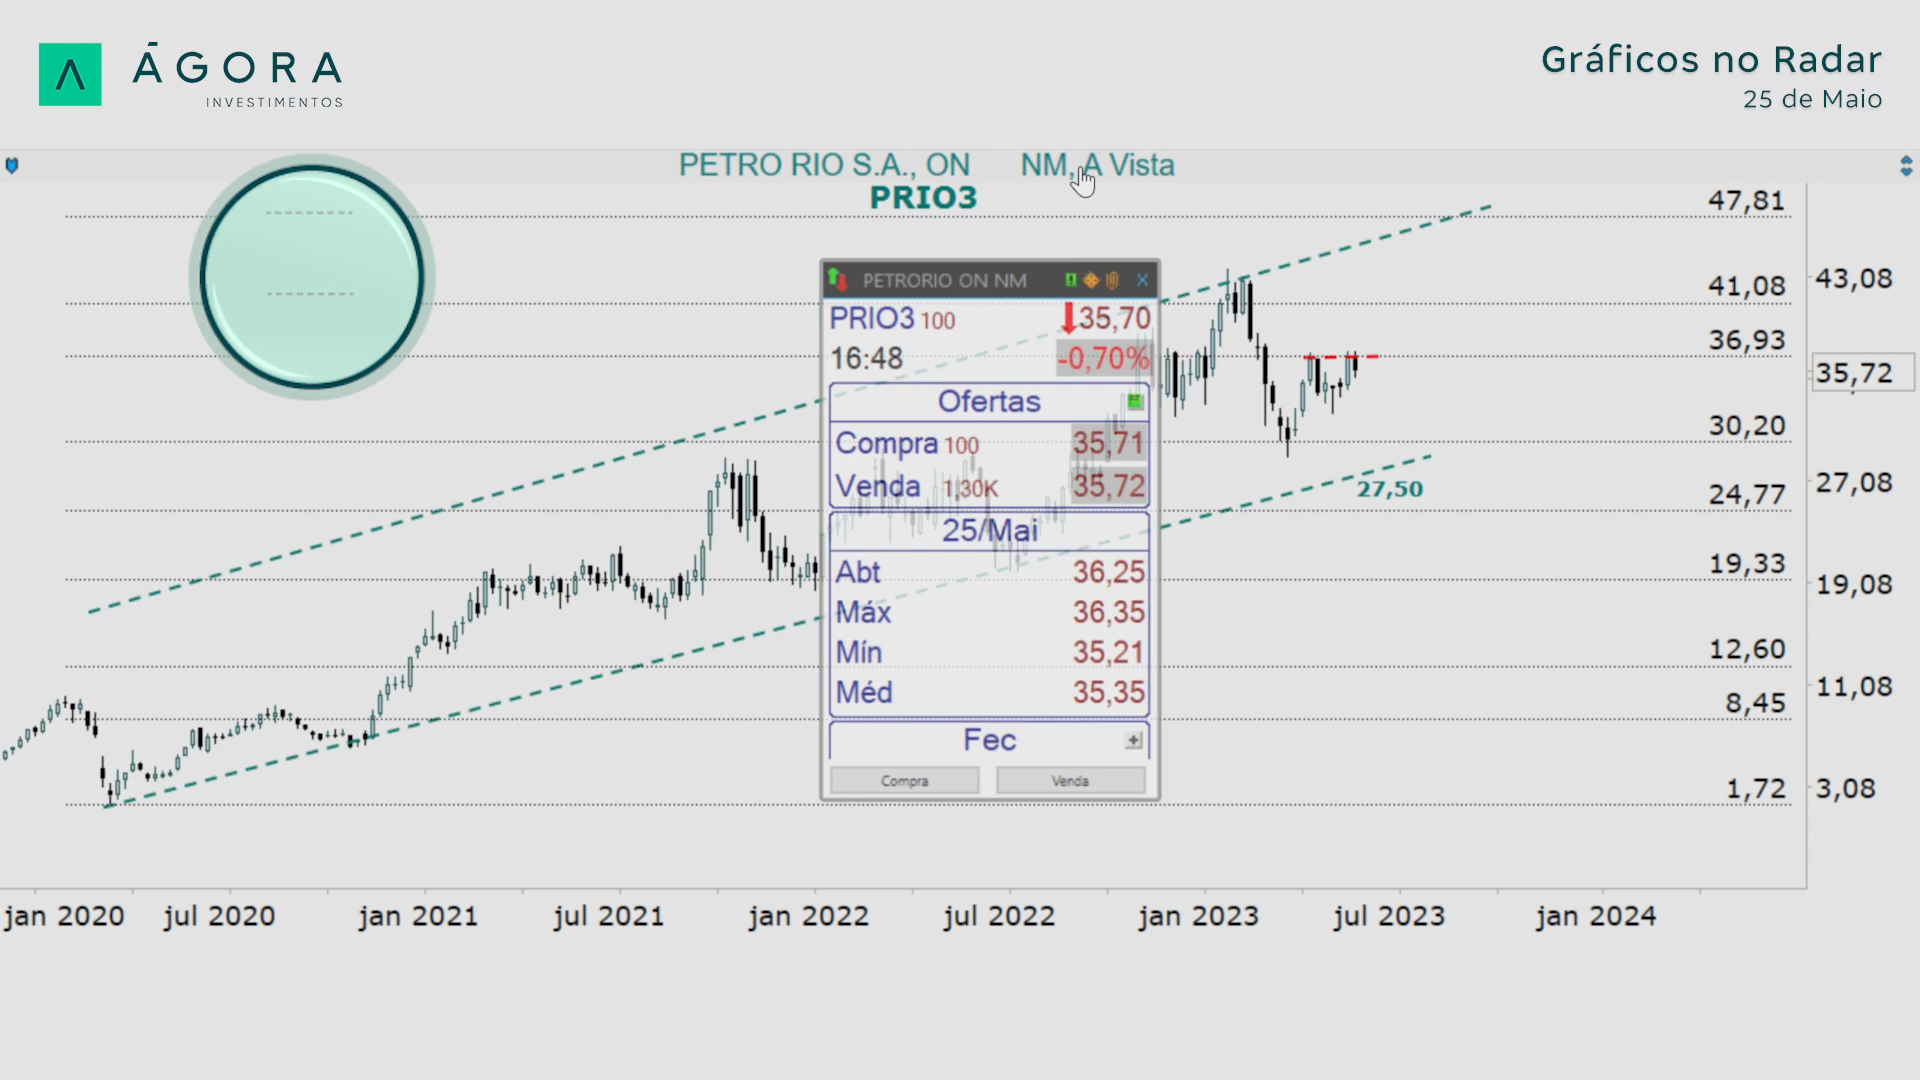 ÁGORA
INVESTIMENTOS
Gráficos no Radar
25 de Maio
PETRO RIO S.A., ON NM, A Vista
PRIO3
PETRORIO ON NM
PRIO3 100 35,70
16:48 -0,70%
Ofertas
Compra 100 35,71
Venda 1,30K 35,72
25/Mai
Abt 36,25
Máx 36,35
Mín 35,21
Méd 35,35
Fec
Compra Venda
47,81
41,08
36,93
30,20
27,50
24,77
19,33
12,60
8,45
1,72
43,08
35,72
27,08
19,08
11,08
3,08
jan 2020 jul 2020 jan 2021 jul 2021 jan 2022 jul 2022 jan 2023 jul 2023 jan 2024